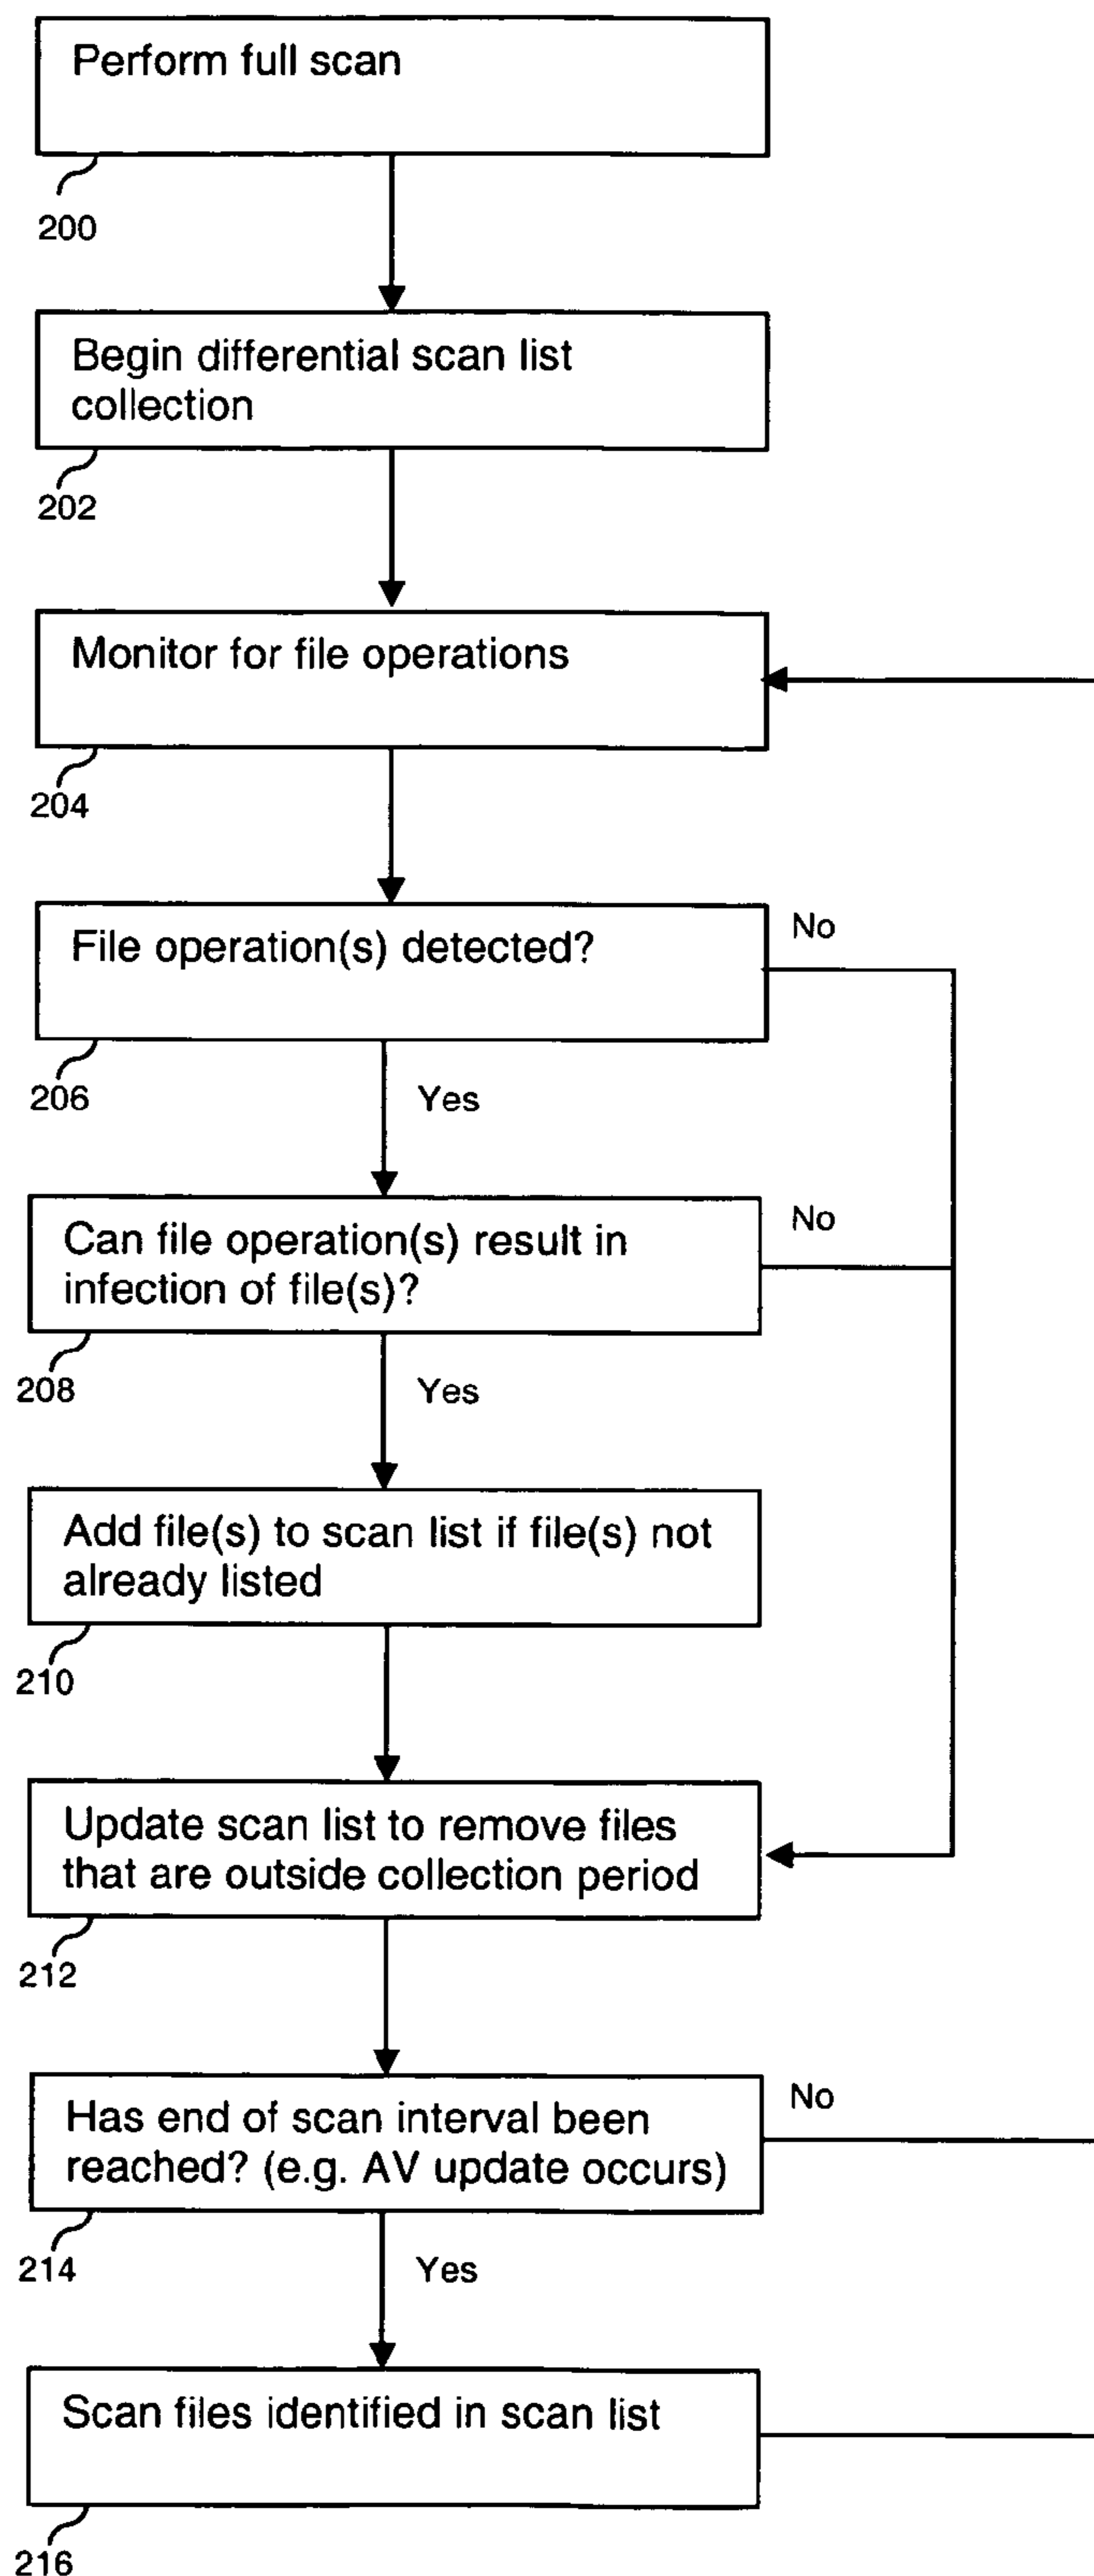 Perform full scan
200
Begin differential scan list
collection
202
Monitor for file operations
204
File operation(s) detected?
No
206
Yes
Can file operation(s) result in
infection of file(s)?
No
208
Yes
Add file(s) to scan list if file(s) not
already listed
210
Update scan list to remove files
that are outside collection period
212
Has end of scan interval been
reached? (e.g. AV update occurs)
No
214
Yes
Scan files identified in scan list
216